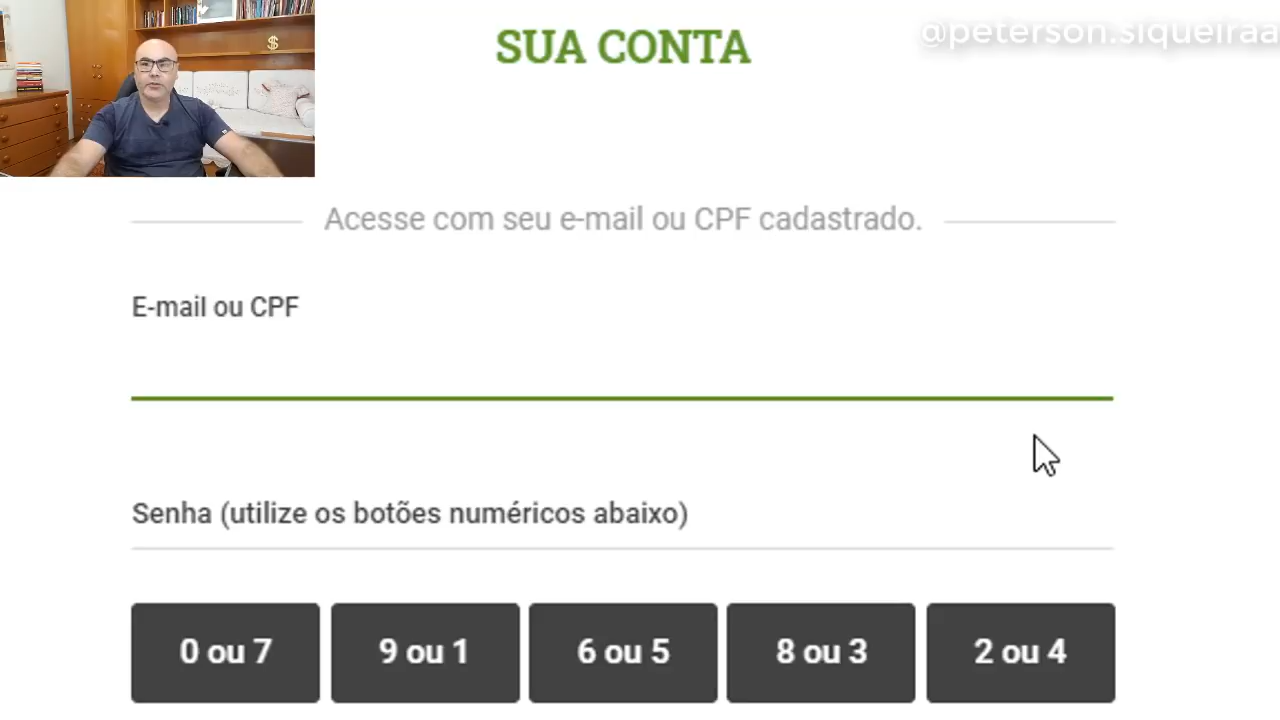 SUA CONTA
@peterson.siqueiraa
Acesse com seu e-mail ou CPF cadastrado.
E-mail ou CPF
Senha (utilize os botões numéricos abaixo)
0 ou 7
9 ou 1
6 ou 5
8 ou 3
2 ou 4